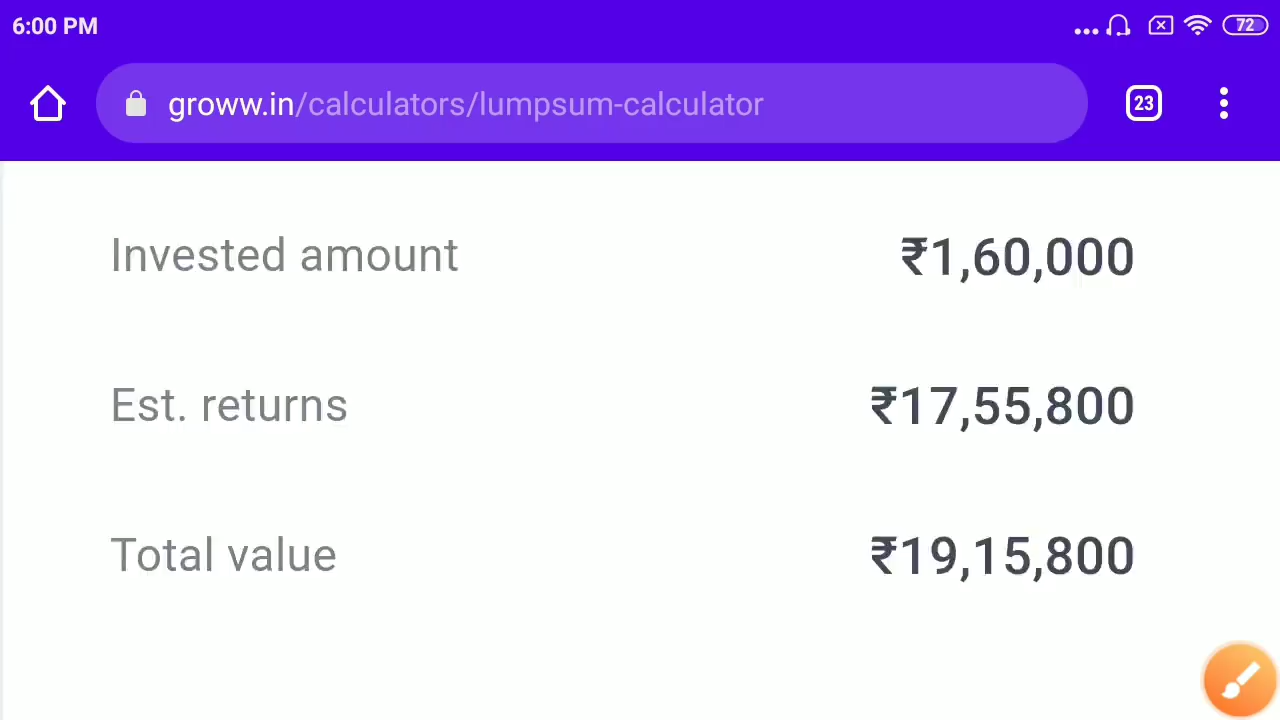 6:00 PM
72
groww.in/calculators/lumpsum-calculator
23
Invested amount ₹1,60,000
Est. returns ₹17,55,800
Total value ₹19,15,800